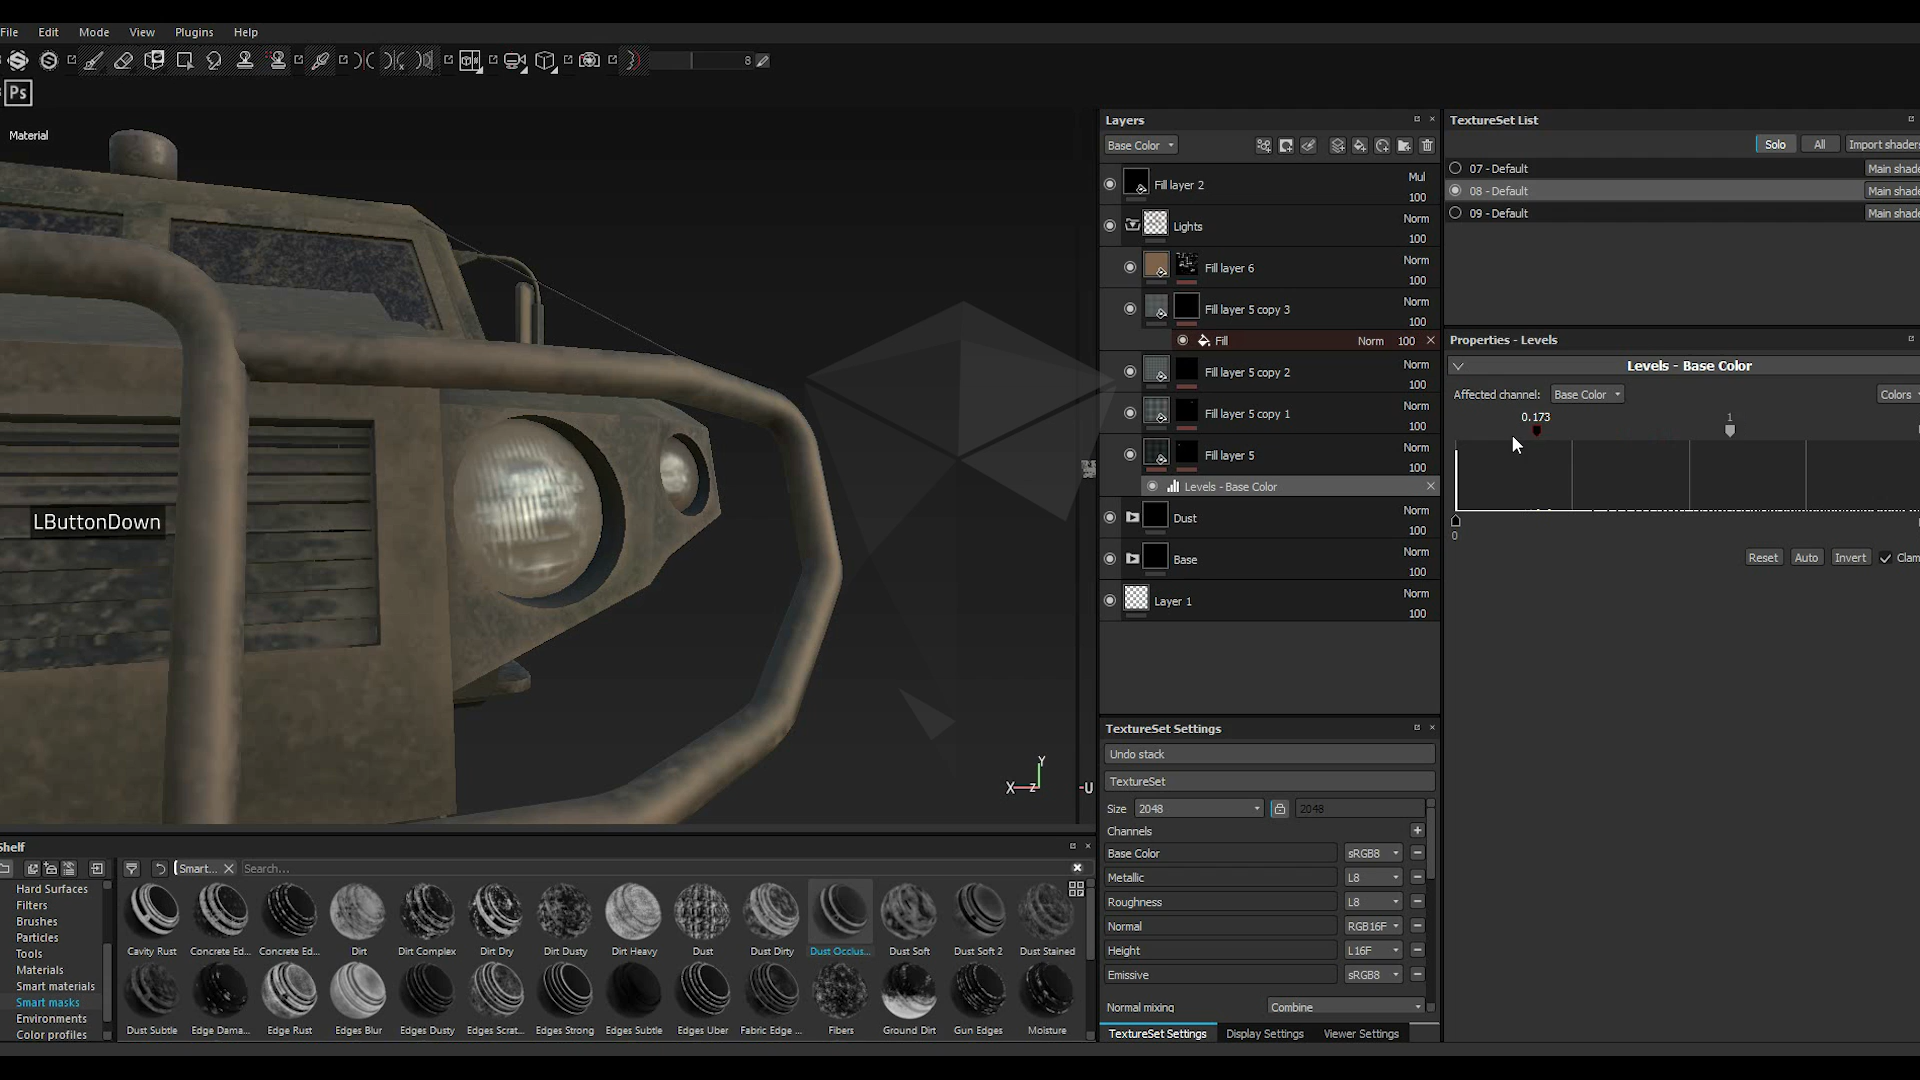 File Edit Mode View Plugins Help
8
Ps
Material
LButtonDown
Y
X
Z
-U
Layers
Base Color
Fill layer 2
Mul
100
Lights
Norm
100
Fill layer 6
Norm
100
Fill layer 5 copy 3
Norm
100
Fill Norm 100
Fill layer 5 copy 2
Norm
100
Fill layer 5 copy 1
Norm
100
Fill layer 5
Norm
100
Levels - Base Color
Dust
Norm
100
Base
Norm
100
Layer 1
Norm
100
TextureSet List
Solo All Import shaders
07 - Default Main shade
08 - Default Main shade
09 - Default Main shade
Properties - Levels
Levels - Base Color
Affected channel: Base Color Colors
0.173 1
0
Reset Auto Invert Clam
TextureSet Settings
Undo stack
TextureSet
Size 2048 2048
Channels
Base Color sRGB8
Metallic L8
Roughness L8
Normal RGB16F
Height L16F
Emissive sRGB8
Normal mixing Combine
TextureSet Settings Display Settings Viewer Settings
Shelf
Smart... Search...
Hard Surfaces
Filters
Brushes
Particles
Tools
Materials
Smart materials
Smart masks
Environments
Color profiles
Cavity Rust Concrete Ed... Concrete Ed... Dirt Dirt Complex Dirt Dry Dirt Dusty Dirt Heavy Dust Dust Dirty Dust Occlus... Dust Soft Dust Soft 2 Dust Stained
Dust Subtle Edge Dama... Edge Rust Edges Blur Edges Dusty Edges Scrat... Edges Strong Edges Subtle Edges Uber Fabric Edge ... Fibers Ground Dirt Gun Edges Moisture